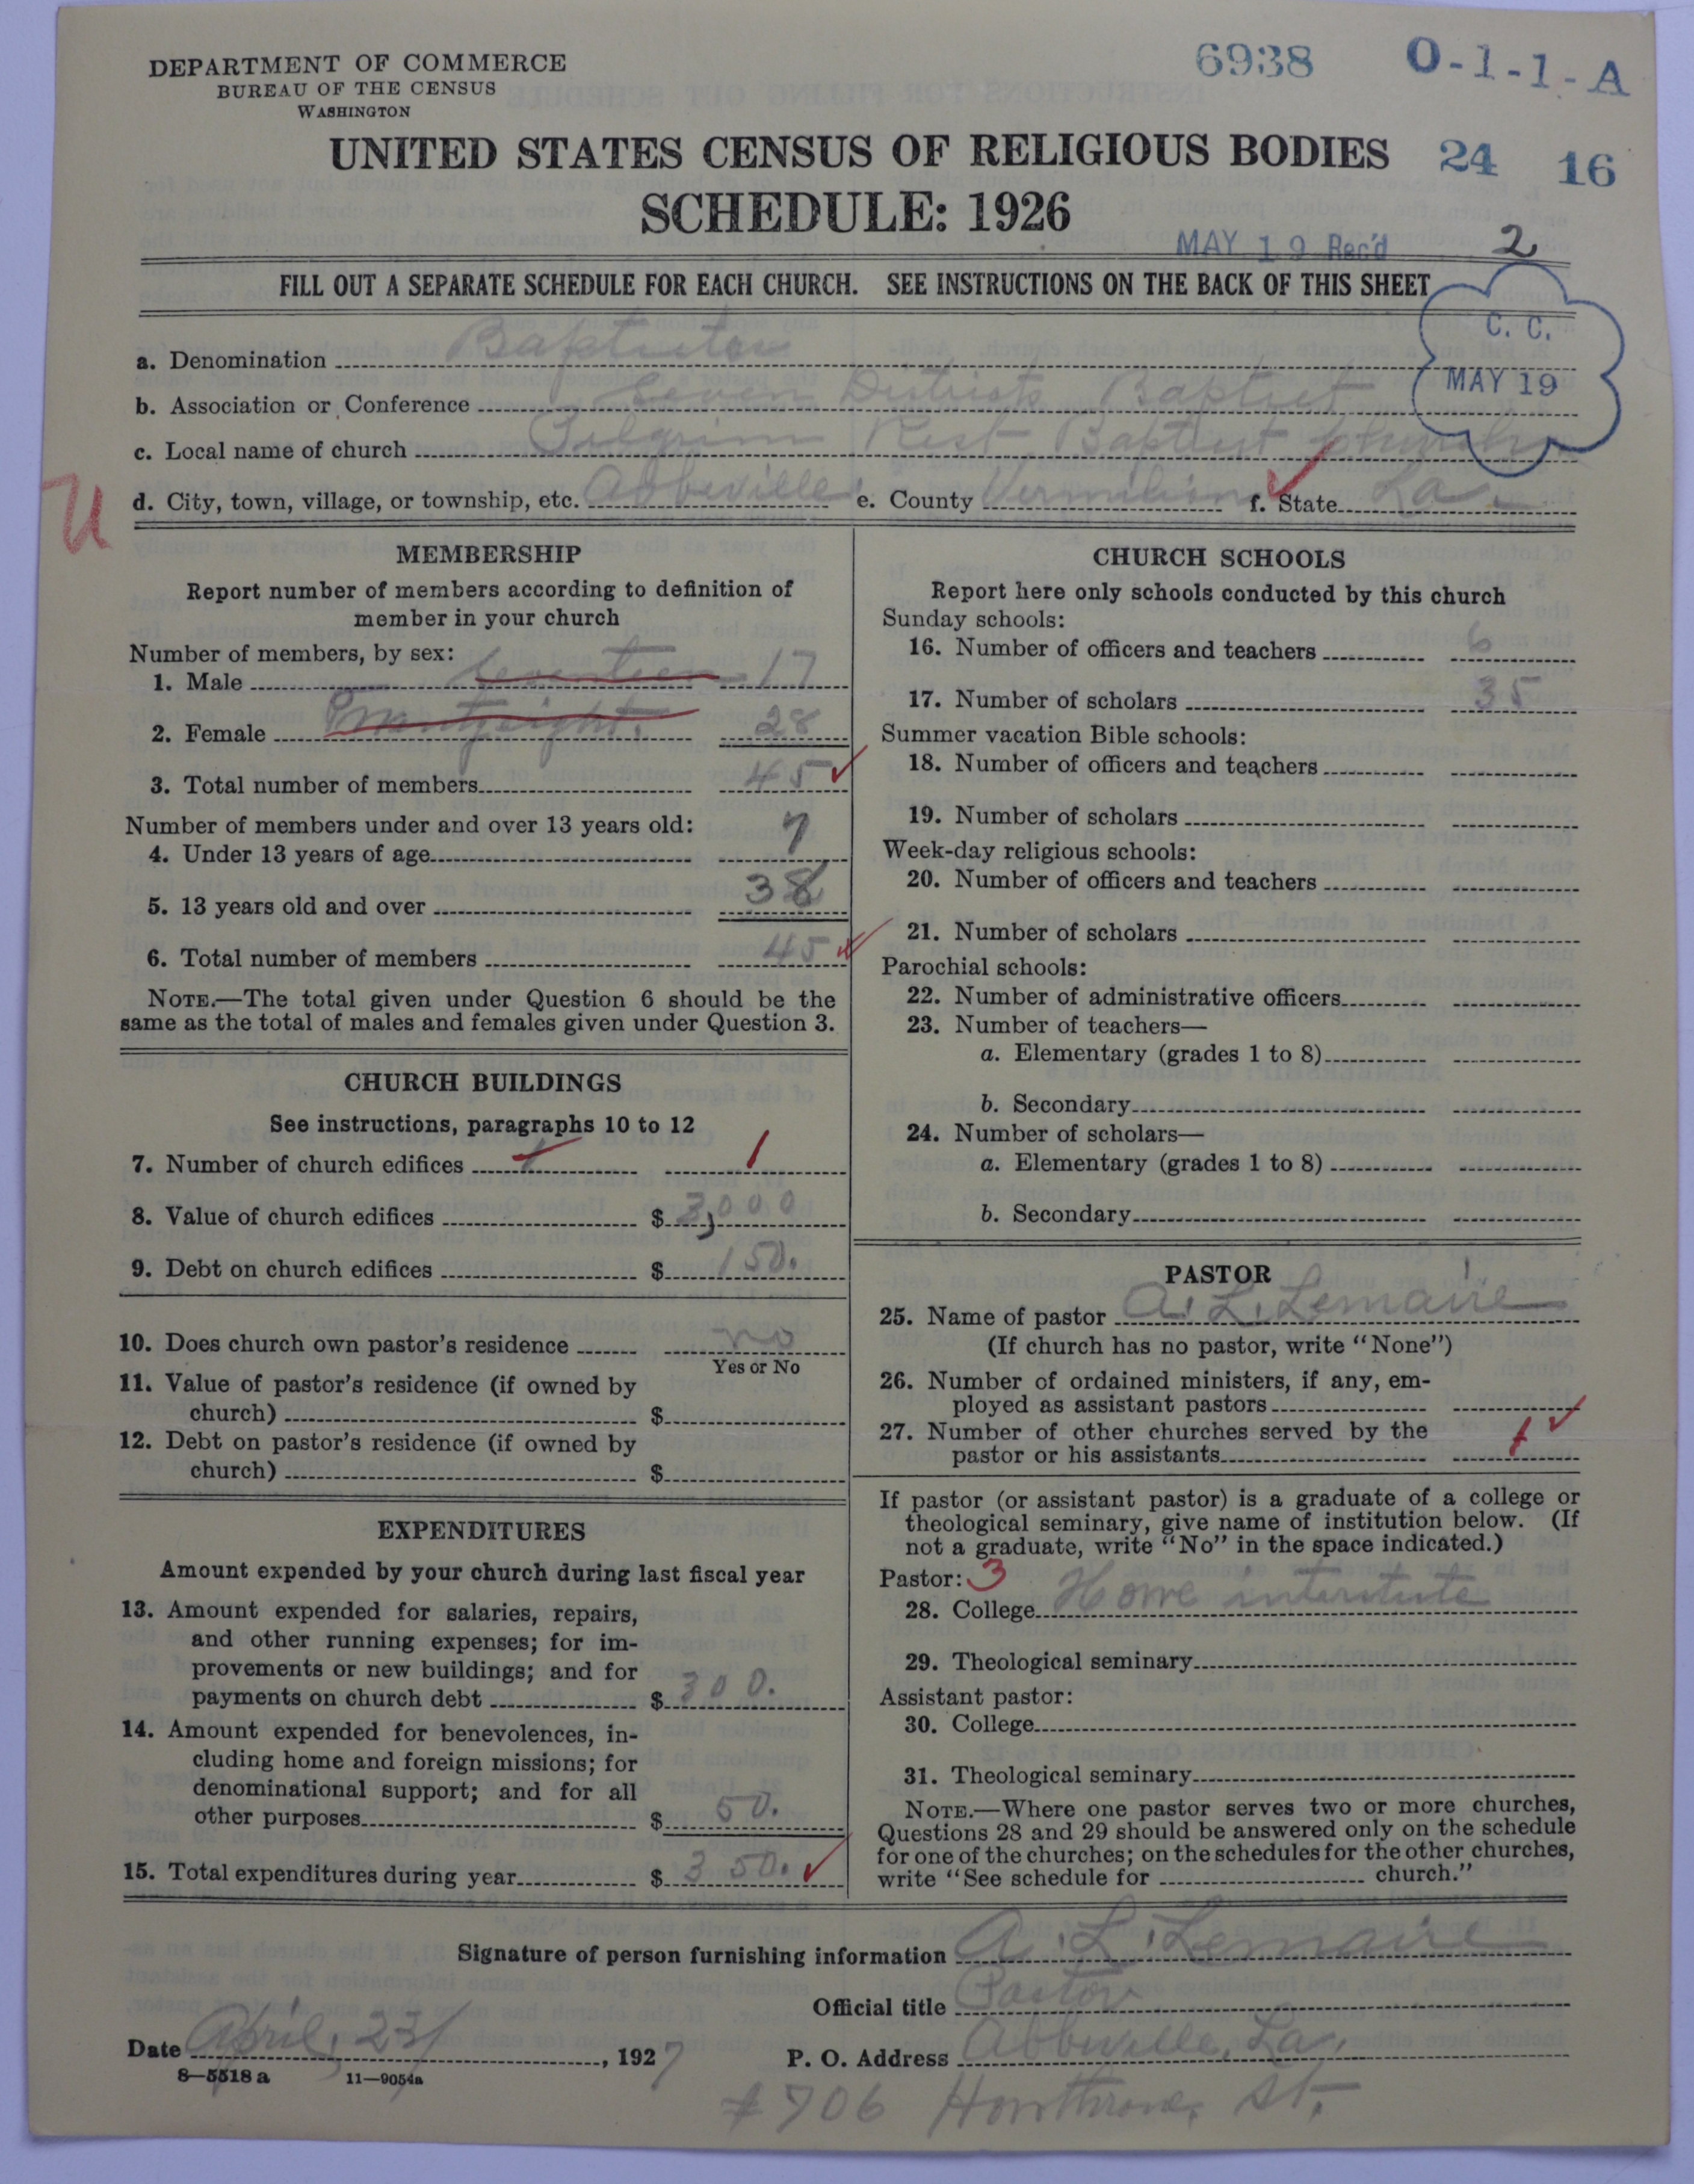 DEPARTMENT OF COMMERCE
BUREAU OF THE CENSUS
WASHINGTON
6938 O-1-1-A
UNITED STATES CENSUS OF RELIGIOUS BODIES 24 16
SCHEDULE: 1926
MAY 19 Rec'd 2
FILL OUT A SEPARATE SCHEDULE FOR EACH CHURCH. SEE INSTRUCTIONS ON THE BACK OF THIS SHEET
C. C.
MAY 19
a. Denomination Baptist
b. Association or Conference Seven Districts Baptist
c. Local name of church Pilgrim Rest Baptist Church
U
d. City, town, village, or township, etc. Abbeville e. County Vermilion f. State La.
MEMBERSHIP
Report number of members according to definition of
member in your church
Number of members, by sex:
1. Male Seventeen 17
2. Female 28
3. Total number of members 45 ✓
Number of members under and over 13 years old:
4. Under 13 years of age 7
5. 13 years old and over 38
6. Total number of members 45 ✓
NOTE.—The total given under Question 6 should be the
same as the total of males and females given under Question 3.
CHURCH BUILDINGS
See instructions, paragraphs 10 to 12
7. Number of church edifices 1 1
8. Value of church edifices $ 3,000
9. Debt on church edifices $ 150.
10. Does church own pastor's residence no
Yes or No
11. Value of pastor's residence (if owned by
church) $
12. Debt on pastor's residence (if owned by
church) $
EXPENDITURES
Amount expended by your church during last fiscal year
13. Amount expended for salaries, repairs,
and other running expenses; for im-
provements or new buildings; and for
payments on church debt $ 300.
14. Amount expended for benevolences, in-
cluding home and foreign missions; for
denominational support; and for all
other purposes $ 50.
15. Total expenditures during year $ 350. ✓
CHURCH SCHOOLS
Report here only schools conducted by this church
Sunday schools:
16. Number of officers and teachers 6
17. Number of scholars 35
Summer vacation Bible schools:
18. Number of officers and teachers
19. Number of scholars
Week-day religious schools:
20. Number of officers and teachers
21. Number of scholars
Parochial schools:
22. Number of administrative officers
23. Number of teachers—
a. Elementary (grades 1 to 8)
b. Secondary
24. Number of scholars—
a. Elementary (grades 1 to 8)
b. Secondary
PASTOR
25. Name of pastor A. L. Lemaire
(If church has no pastor, write "None")
26. Number of ordained ministers, if any, em-
ployed as assistant pastors
27. Number of other churches served by the
pastor or his assistants 1 ✓
If pastor (or assistant pastor) is a graduate of a college or
theological seminary, give name of institution below. (If
not a graduate, write "No" in the space indicated.)
Pastor: 3
28. College Howe interstute
29. Theological seminary
Assistant pastor:
30. College
31. Theological seminary
NOTE.—Where one pastor serves two or more churches,
Questions 28 and 29 should be answered only on the schedule
for one of the churches; on the schedules for the other churches,
write "See schedule for church."
Signature of person furnishing information A. L. Lemaire
Official title Pastor
Date April, 23, 1927
P. O. Address Abbeville, La.
8—5518a 11—9054a
#706 Howthrone, St.